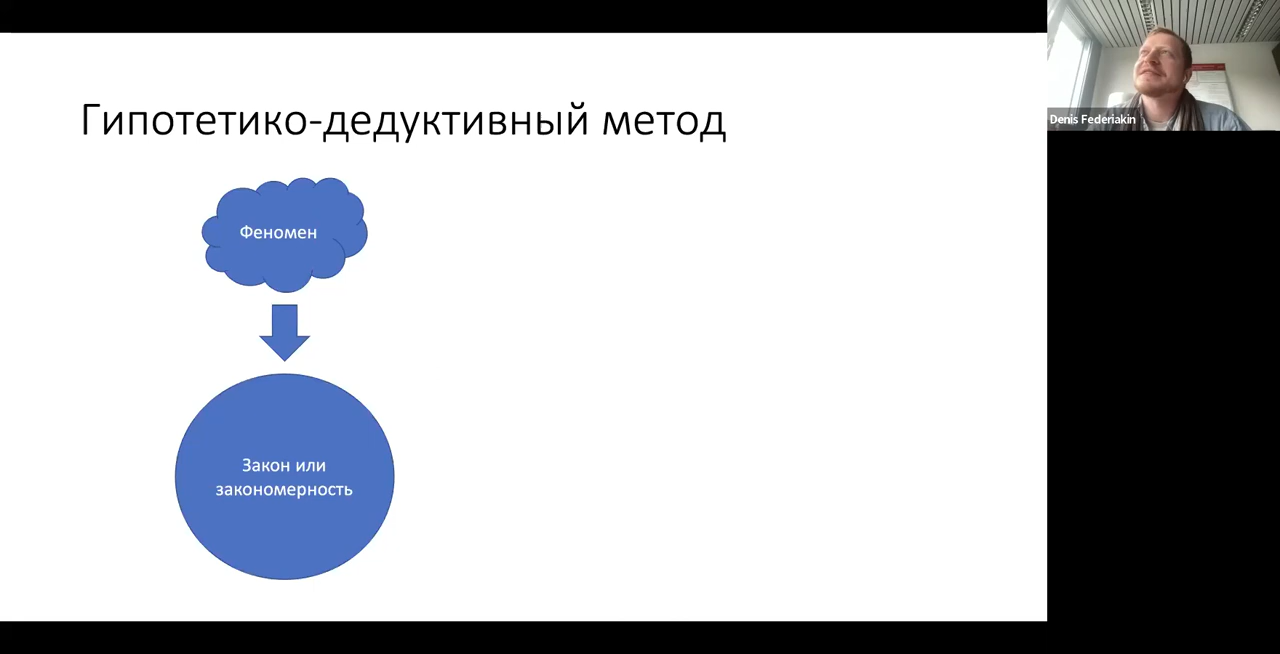 Гипотетико-дедуктивный метод
Феномен
Закон или
закономерность
Denis Federiakin